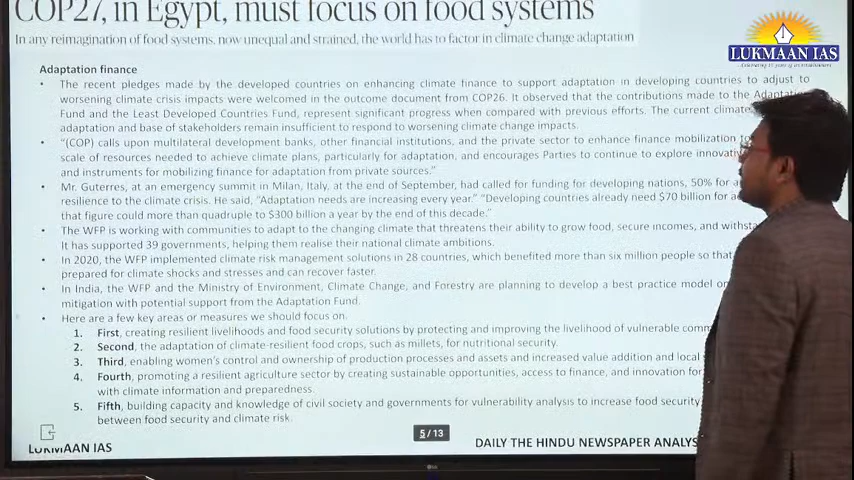 COP27, in Egypt, must focus on food systems
In any reimagination of food systems, now unequal and strained, the world has to factor in climate change adaptation
LUKMAAN IAS
Adaptation finance
• The recent pledges made by the developed countries on enhancing climate finance to support adaptation in developing countries to adjust to
worsening climate crisis impacts were welcomed in the outcome document from COP26. It observed that the contributions made to the Adaptation
Fund and the Least Developed Countries Fund, represent significant progress when compared with previous efforts. The current climate
adaptation and base of stakeholders remain insufficient to respond to worsening climate change impacts.
• "(COP) calls upon multilateral development banks, other financial institutions, and the private sector to enhance finance mobilization
scale of resources needed to achieve climate plans, particularly for adaptation, and encourages Parties to continue to explore
and instruments for mobilizing finance for adaptation from private sources."
• Mr. Guterres, at an emergency summit in Milan, Italy, at the end of September, had called for funding for developing nations, 50% for
resilience to the climate crisis. He said, "Adaptation needs are increasing every year." "Developing countries already need $70 billion for
that figure could more than quadruple to $300 billion a year by the end of this decade."
• The WFP is working with communities to adapt to the changing climate that threatens their ability to grow food, secure incomes, and
It has supported 39 governments, helping them realise their national climate ambitions.
• In 2020, the WFP implemented climate risk management solutions in 28 countries, which benefited more than six million people so that
prepared for climate shocks and stresses and can recover faster.
• In India, the WFP and the Ministry of Environment, Climate Change, and Forestry are planning to develop a best practice model on
mitigation with potential support from the Adaptation Fund.
• Here are a few key areas or measures we should focus on.
1. First, creating resilient livelihoods and food security solutions by protecting and improving the livelihood of vulnerable
2. Second, the adaptation of climate-resilient food crops, such as millets, for nutritional security.
3. Third, enabling women's control and ownership of production processes and assets and increased value addition and local
4. Fourth, promoting a resilient agriculture sector by creating sustainable opportunities, access to finance, and innovation for
with climate information and preparedness.
5. Fifth, building capacity and knowledge of civil society and governments for vulnerability analysis to increase food security
between food security and climate risk.
5 / 13
LUKMAAN IAS
DAILY THE HINDU NEWSPAPER
LG